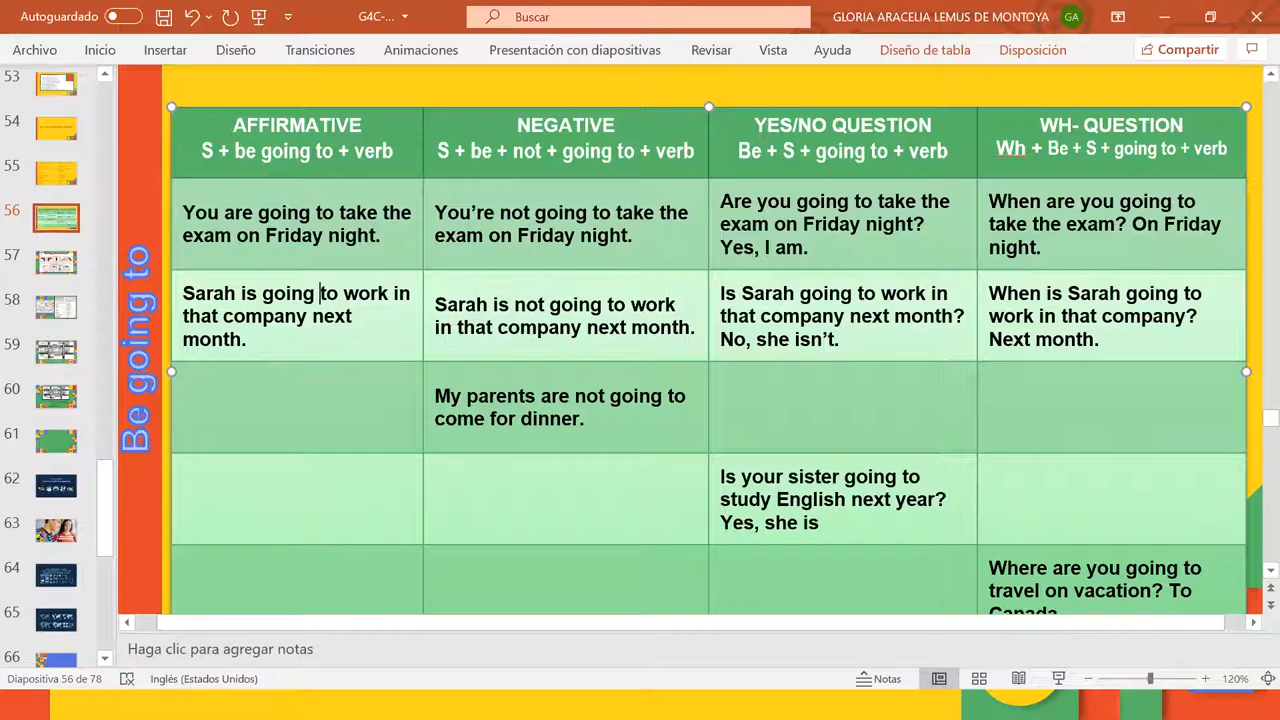 Autoguardado
G4C-...
Buscar
GLORIA ARACELIA LEMUS DE MONTOYA
GA
Archivo
Inicio
Insertar
Diseño
Transiciones
Animaciones
Presentación con diapositivas
Revisar
Vista
Ayuda
Diseño de tabla
Disposición
Compartir
53
54
55
56
57
58
59
60
61
62
63
64
65
66
Be going to
AFFIRMATIVE
S + be going to + verb
NEGATIVE
S + be + not + going to + verb
YES/NO QUESTION
Be + S + going to + verb
WH- QUESTION
Wh + Be + S + going to + verb
You are going to take the
exam on Friday night.
You’re not going to take the
exam on Friday night.
Are you going to take the
exam on Friday night?
Yes, I am.
When are you going to
take the exam? On Friday
night.
Sarah is going to work in
that company next
month.
Sarah is not going to work
in that company next month.
Is Sarah going to work in
that company next month?
No, she isn’t.
When is Sarah going to
work in that company?
Next month.
My parents are not going to
come for dinner.
Is your sister going to
study English next year?
Yes, she is
Where are you going to
travel on vacation? To
Canada
Haga clic para agregar notas
Diapositiva 56 de 78
Inglés (Estados Unidos)
Notas
120%